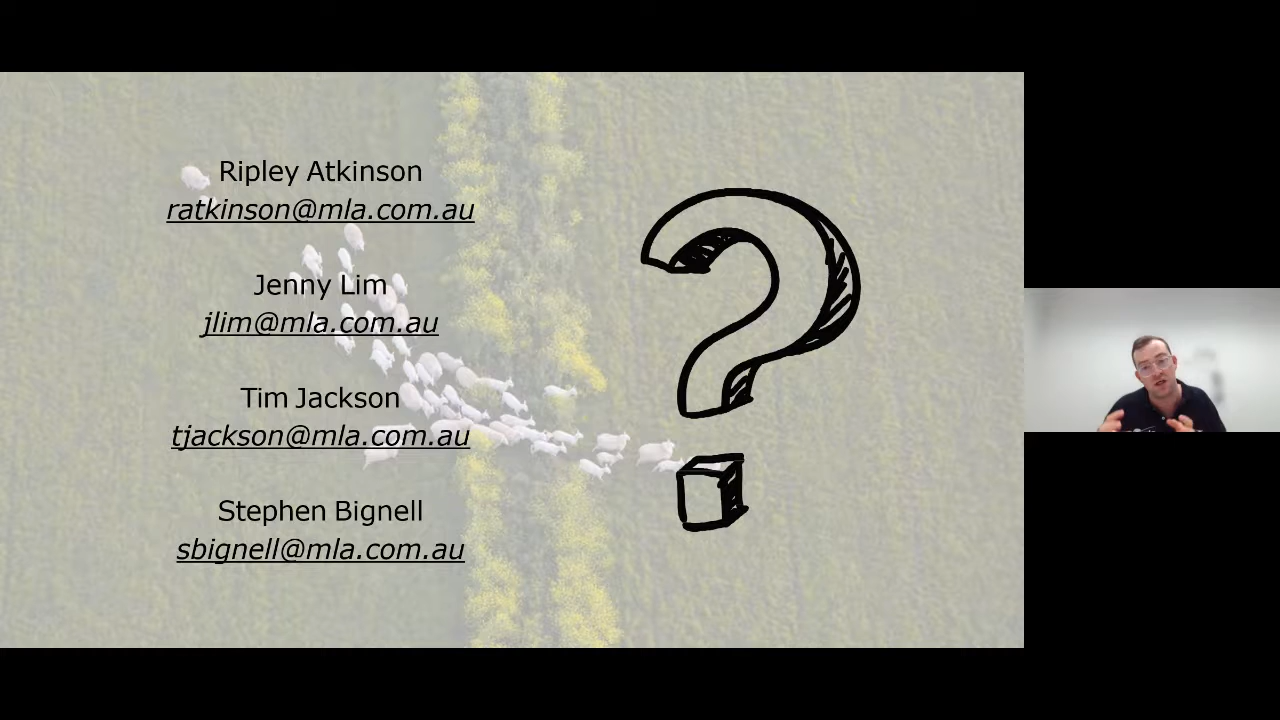 Ripley Atkinson
ratkinson@mla.com.au
Jenny Lim
jlim@mla.com.au
Tim Jackson
tjackson@mla.com.au
Stephen Bignell
sbignell@mla.com.au
?